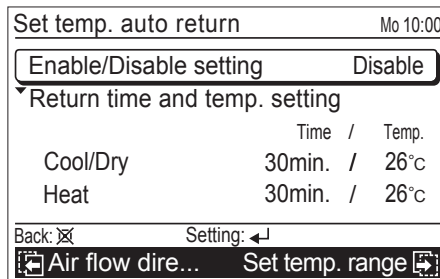 Set temp. auto return Mo 10:00
Enable/Disable setting Disable
Return time and temp. setting
Time / Temp.
Cool/Dry 30min. / 26°C
Heat 30min. / 26°C
Back: Setting:
Air flow dire... Set temp. range